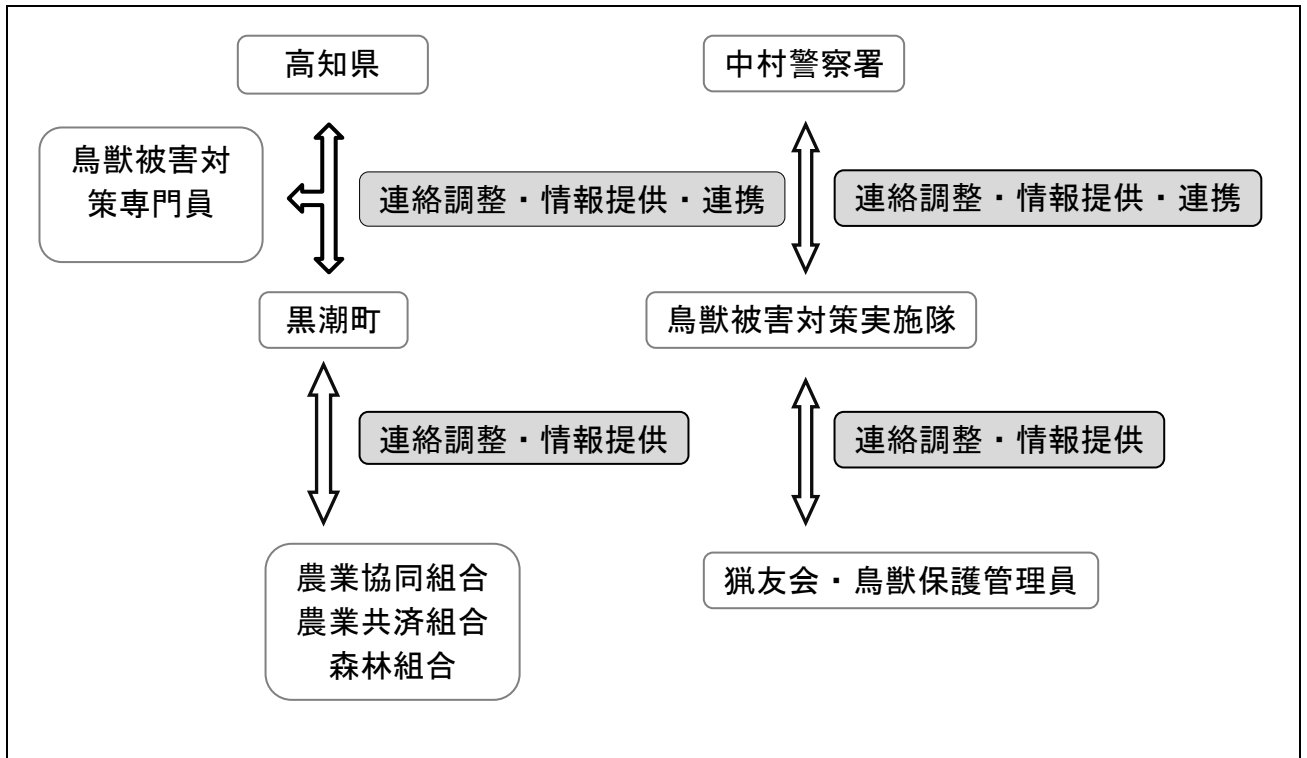 高知県
中村警察署
鳥獣被害対
策専門員
連絡調整・情報提供・連携
連絡調整・情報提供・連携
黒潮町
鳥獣被害対策実施隊
連絡調整・情報提供
連絡調整・情報提供
農業協同組合
農業共済組合
森林組合
猟友会・鳥獣保護管理員